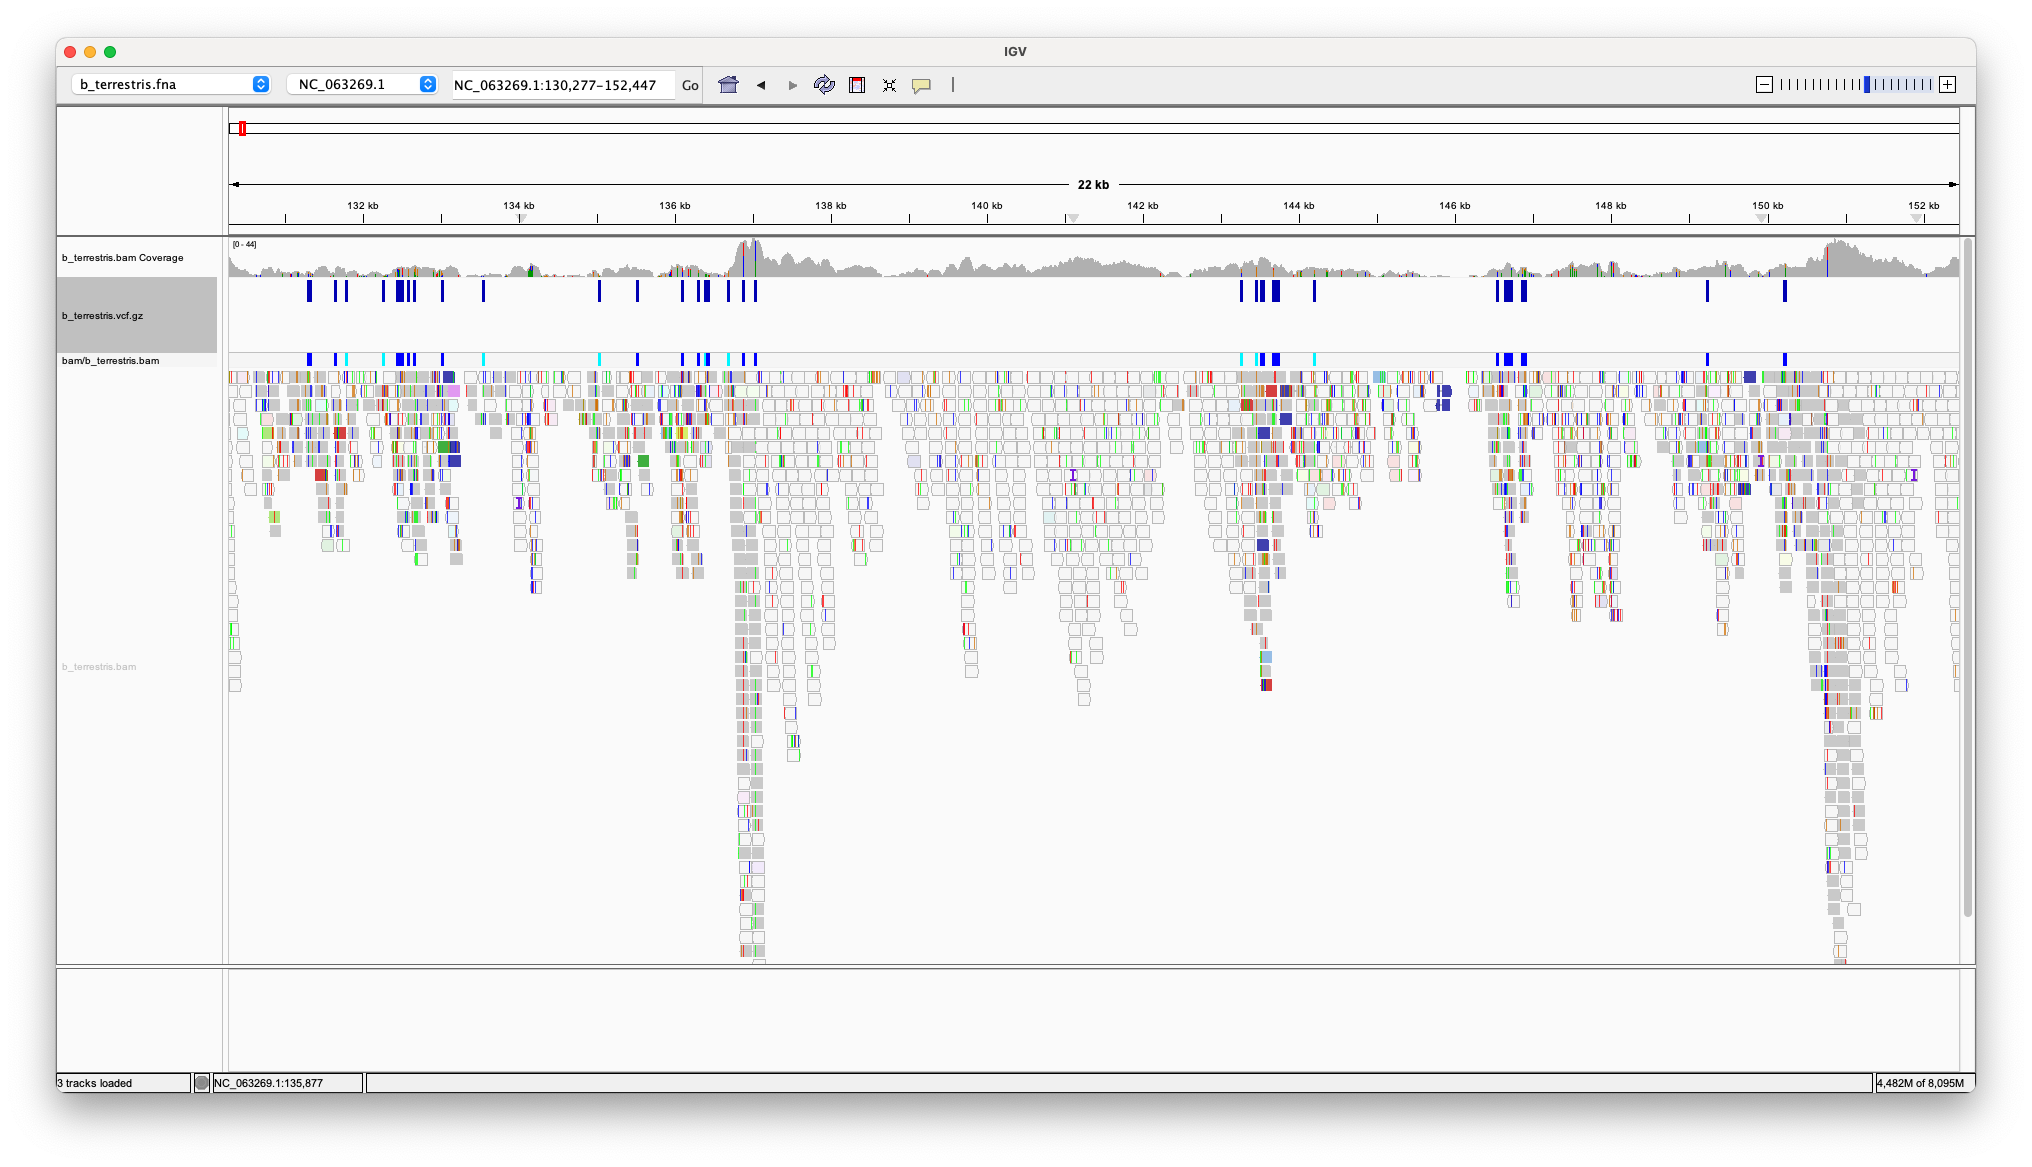 IGV
b_terrestris.fna NC_063269.1 NC_063269.1:130,277-152,447 Go
22 kb
132 kb 134 kb 136 kb 138 kb 140 kb 142 kb 144 kb 146 kb 148 kb 150 kb 152 kb
[0 - 44]
b_terrestris.bam Coverage
b_terrestris.vcf.gz
bam/b_terrestris.bam
b_terrestris.bam
3 tracks loaded NC_063269.1:135,877 4,482M of 8,095M